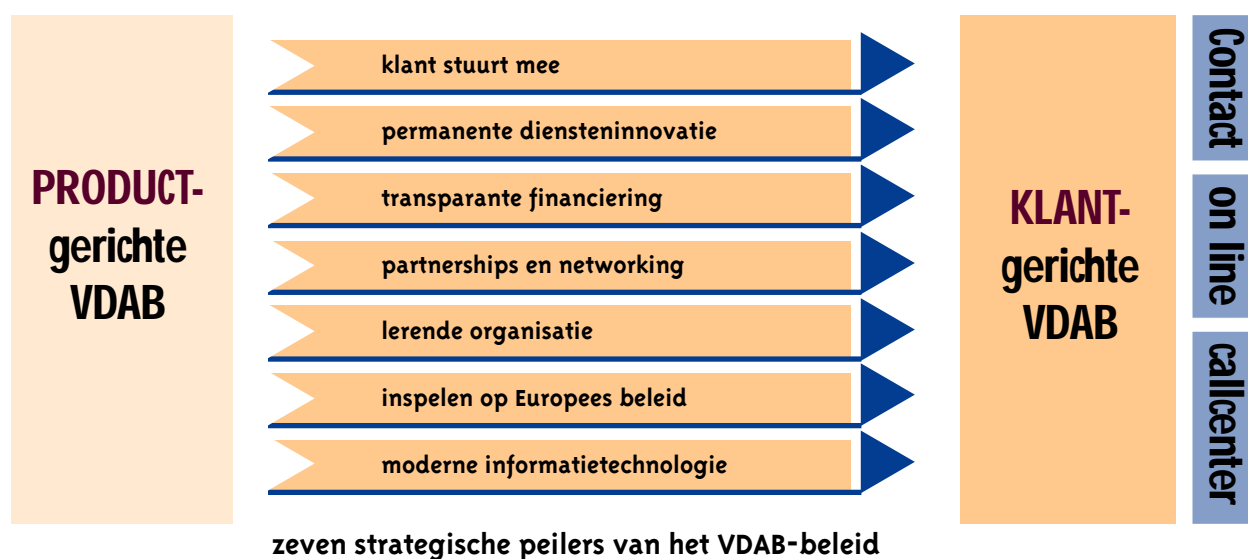 PRODUCT-
gerichte
VDAB
klant stuurt mee
permanente diensteninnovatie
transparante financiering
partnerships en networking
lerende organisatie
inspelen op Europees beleid
moderne informatietechnologie
KLANT-
gerichte
VDAB
Contact
on line
callcenter
zeven strategische peilers van het VDAB-beleid